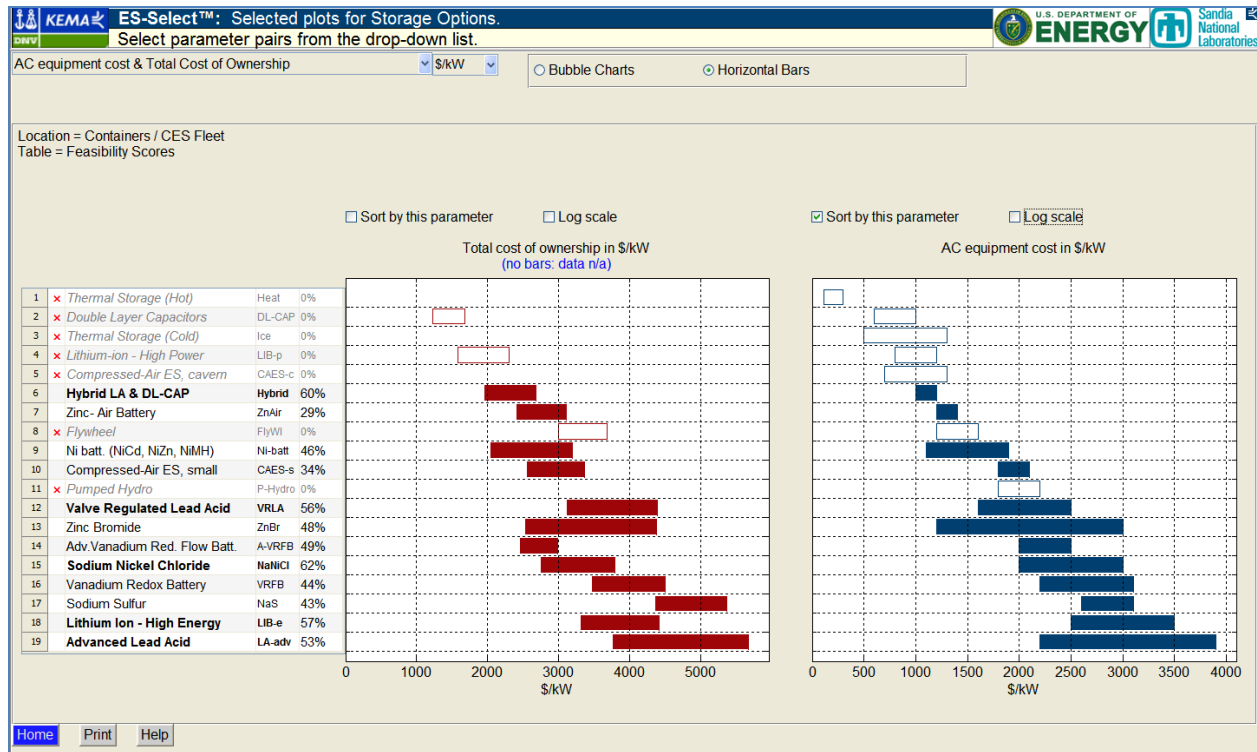 KEMA
DNV
ES-Select™: Selected plots for Storage Options.
Select parameter pairs from the drop-down list.
U.S. DEPARTMENT OF
ENERGY
Sandia
National
Laboratories
AC equipment cost & Total Cost of Ownership
$/kW
Bubble Charts
Horizontal Bars
Location = Containers / CES Fleet
Table = Feasibility Scores
Sort by this parameter
Log scale
Sort by this parameter
Log scale
Total cost of ownership in $/kW
(no bars: data n/a)
AC equipment cost in $/kW
1 × Thermal Storage (Hot) Heat 0%
2 × Double Layer Capacitors DL-CAP 0%
3 × Thermal Storage (Cold) Ice 0%
4 × Lithium-ion - High Power LIB-p 0%
5 × Compressed-Air ES, cavern CAES-c 0%
6 Hybrid LA & DL-CAP Hybrid 60%
7 Zinc- Air Battery ZnAir 29%
8 × Flywheel FlyWl 0%
9 Ni batt. (NiCd, NiZn, NiMH) Ni-batt 46%
10 Compressed-Air ES, small CAES-s 34%
11 × Pumped Hydro P-Hydro 0%
12 Valve Regulated Lead Acid VRLA 56%
13 Zinc Bromide ZnBr 48%
14 Adv.Vanadium Red. Flow Batt. A-VRFB 49%
15 Sodium Nickel Chloride NaNiCl 62%
16 Vanadium Redox Battery VRFB 44%
17 Sodium Sulfur NaS 43%
18 Lithium Ion - High Energy LIB-e 57%
19 Advanced Lead Acid LA-adv 53%
0 1000 2000 3000 4000 5000
$/kW
0 500 1000 1500 2000 2500 3000 3500 4000
$/kW
Home
Print
Help